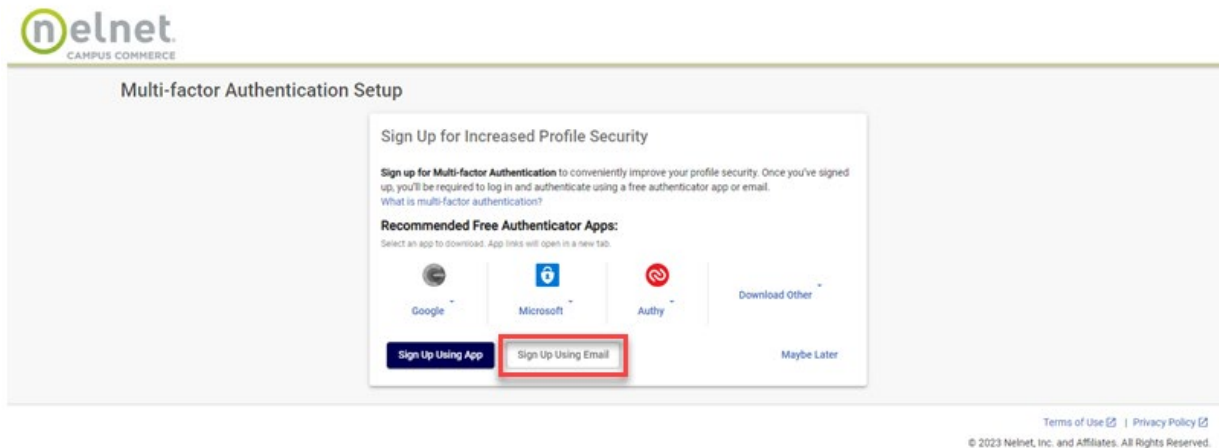 nelnet
CAMPUS COMMERCE
Multi-factor Authentication Setup
Sign Up for Increased Profile Security
Sign up for Multi-factor Authentication to conveniently improve your profile security. Once you've signed
up, you'll be required to log in and authenticate using a free authenticator app or email.
What is multi-factor authentication?
Recommended Free Authenticator Apps:
Select an app to download. App links will open in a new tab.
Google
Microsoft
Authy
Download Other
Sign Up Using App
Sign Up Using Email
Maybe Later
Terms of Use | Privacy Policy
© 2023 Nelnet, Inc. and Affiliates. All Rights Reserved.